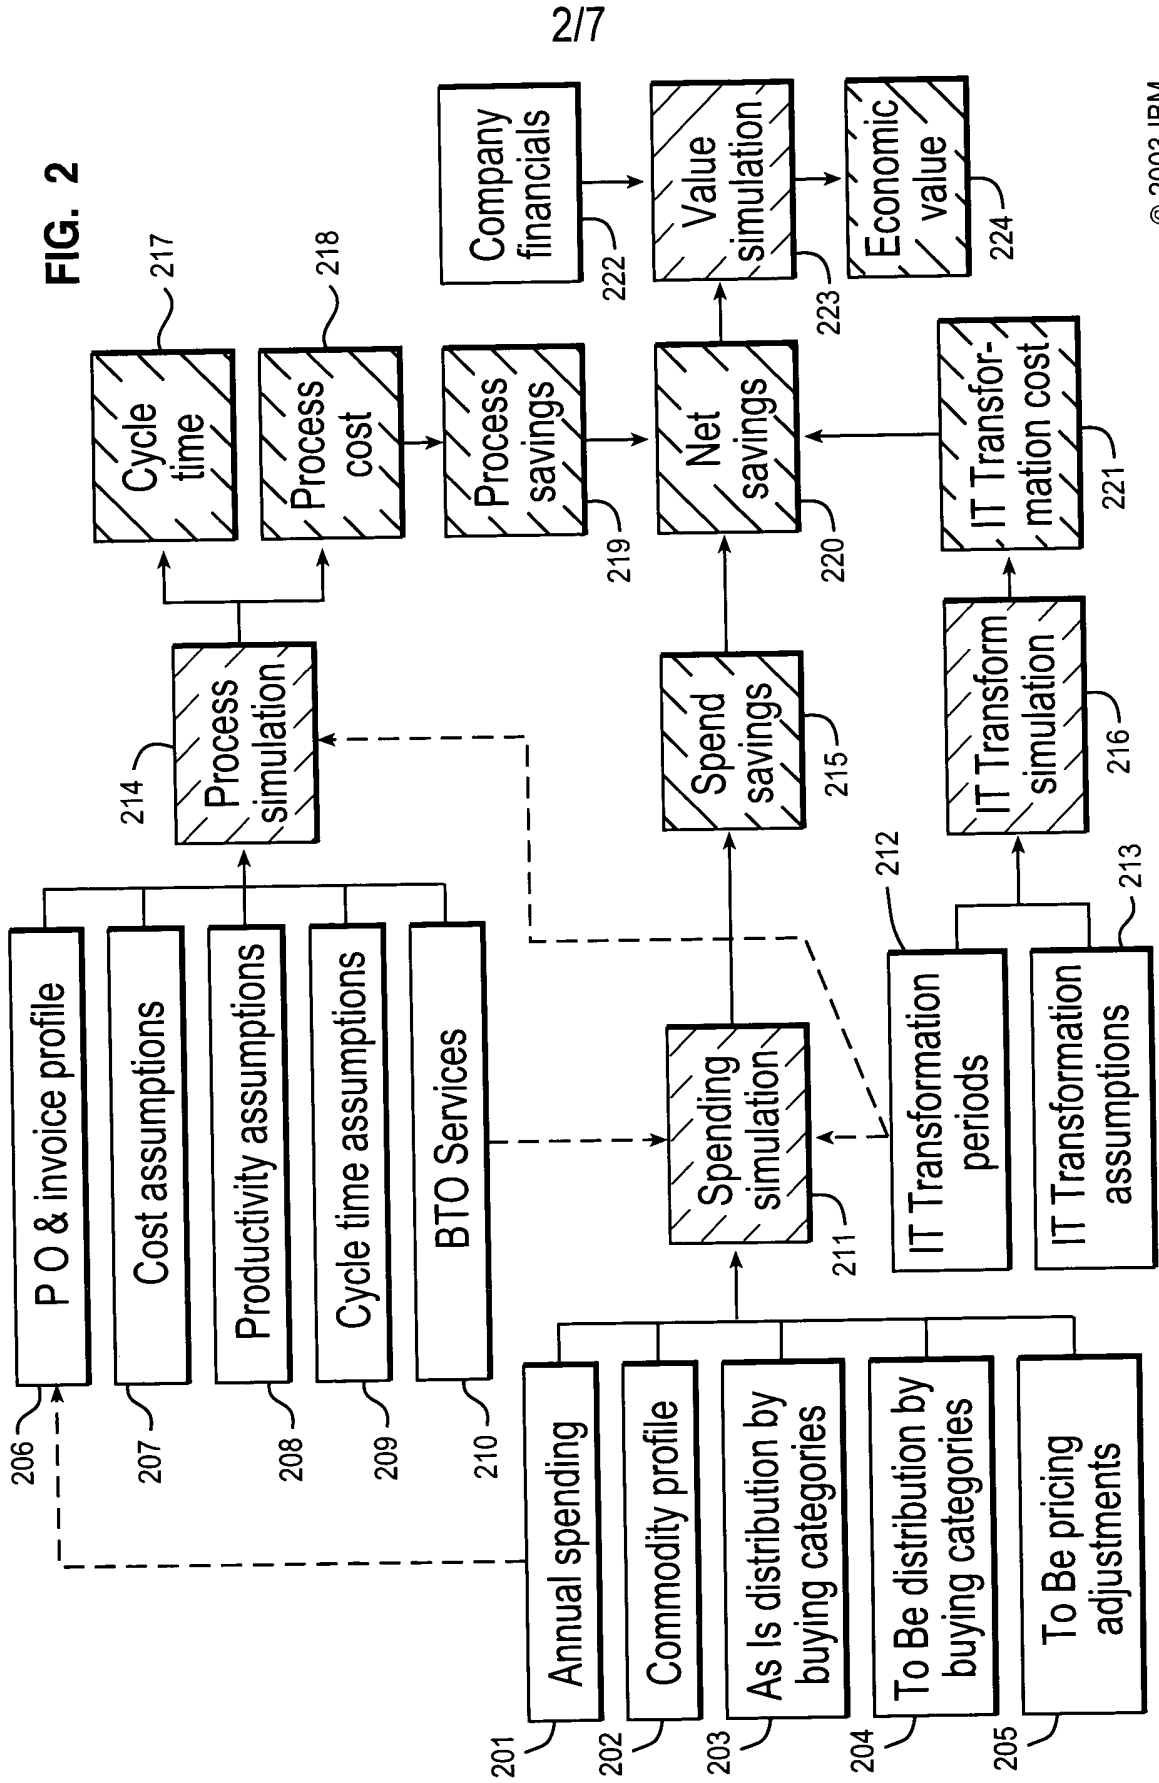 2/7
FIG. 2
206
P O & invoice profile
207
Cost assumptions
208
Productivity assumptions
209
Cycle time assumptions
210
BTO Services
214
Process
simulation
Cycle
time
217
Process
cost
218
Process
savings
219
201
Annual spending
202
Commodity profile
203
As Is distribution by
buying categories
204
To Be distribution by
buying categories
205
To Be pricing
adjustments
Spending
simulation
211
Spend
savings
215
Net
savings
220
Company
financials
222
Value
simulation
223
Economic
value
224
IT Transformation
periods
212
IT Transformation
assumptions
213
IT Transform
simulation
216
IT Transfor-
mation cost
221
© 2003 IBM